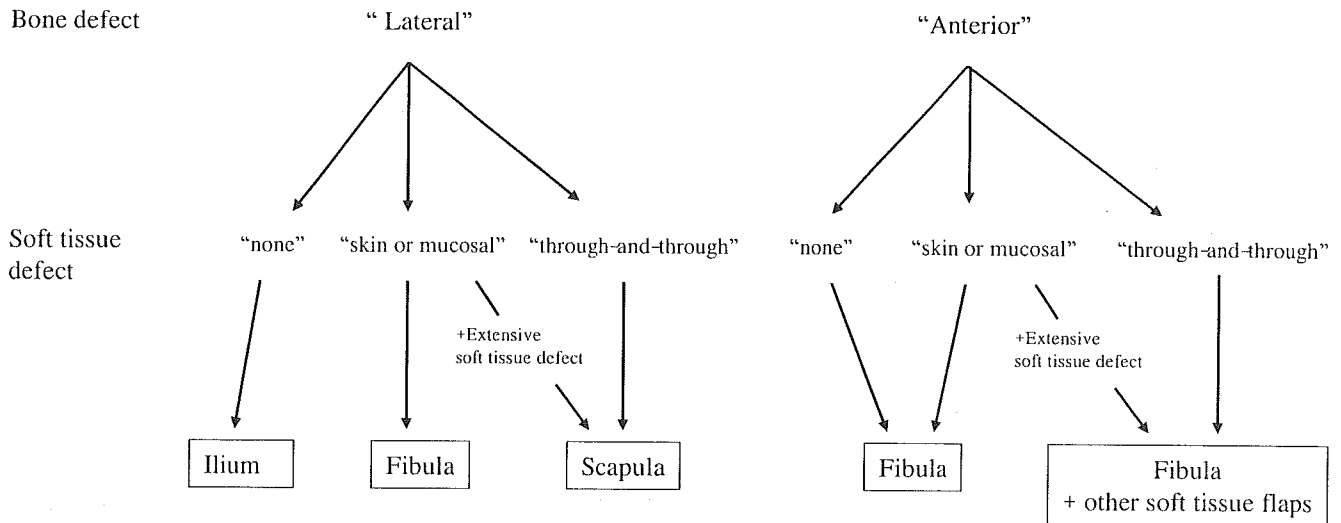 Bone defect
“ Lateral”
“Anterior”
Soft tissue
defect
“none”
“skin or mucosal”
“through-and-through”
“none”
“skin or mucosal”
“through-and-through”
+Extensive
soft tissue defect
+Extensive
soft tissue defect
Ilium
Fibula
Scapula
Fibula
Fibula
+ other soft tissue flaps